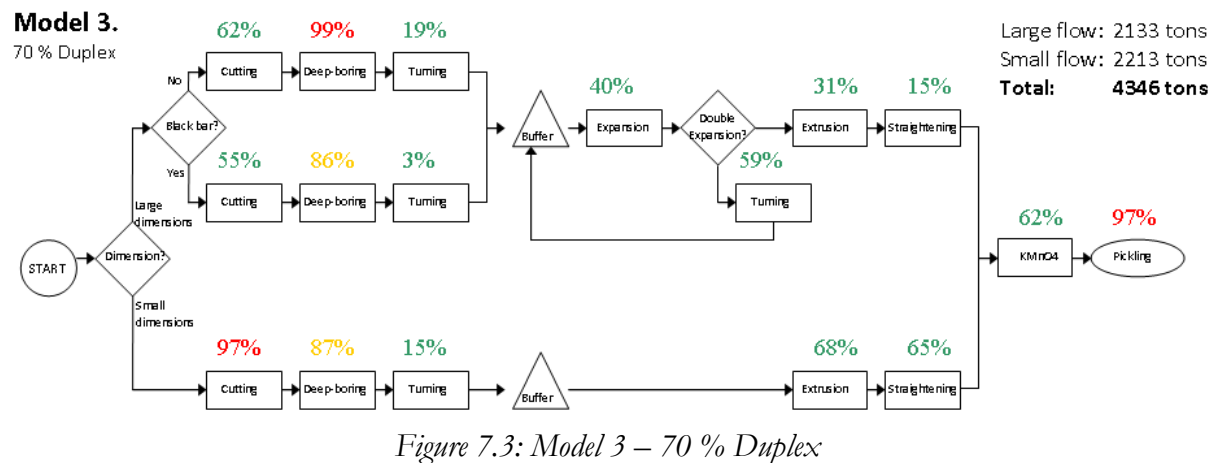 Model 3.
70 % Duplex
Large flow: 2133 tons
Small flow: 2213 tons
Total: 4346 tons
62% 99% 19%
No
Cutting Deep-boring Turning
Black bar?
Yes
55% 86% 3%
Cutting Deep-boring Turning
40% 31% 15%
Buffer Expansion Double Expansion? Extrusion Straightening
59%
Turning
Large
dimensions
START Dimension?
Small
dimensions
62% 97%
KMnO4 Pickling
97% 87% 15% 68% 65%
Cutting Deep-boring Turning Buffer Extrusion Straightening
Figure 7.3: Model 3 – 70 % Duplex